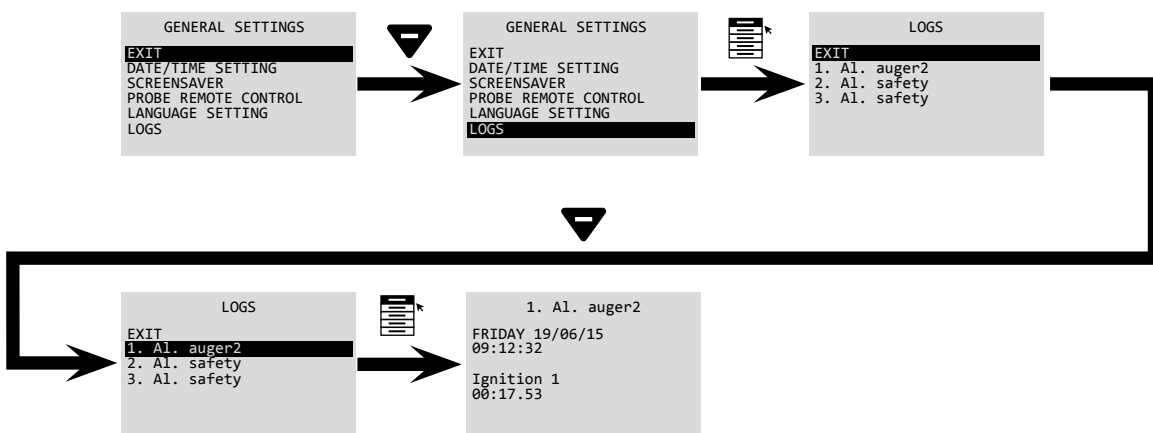 GENERAL SETTINGS
EXIT
DATE/TIME SETTING
SCREENSAVER
PROBE REMOTE CONTROL
LANGUAGE SETTING
LOGS
GENERAL SETTINGS
EXIT
DATE/TIME SETTING
SCREENSAVER
PROBE REMOTE CONTROL
LANGUAGE SETTING
LOGS
LOGS
EXIT
1. Al. auger2
2. Al. safety
3. Al. safety
LOGS
EXIT
1. Al. auger2
2. Al. safety
3. Al. safety
1. Al. auger2
FRIDAY 19/06/15
09:12:32
Ignition 1
00:17.53